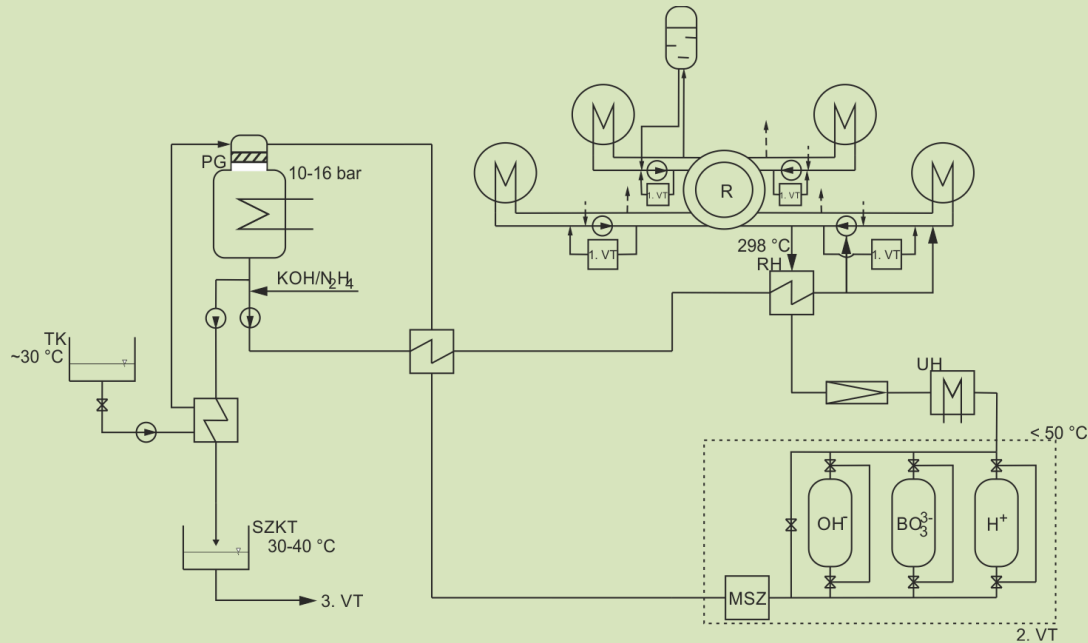 PG
10-16 bar
1. VT
1. VT
R
1. VT
1. VT
298 °C
RH
KOH/N2H4
TK
~30 °C
UH
< 50 °C
SZKT
30-40 °C
OH-
BO33-
H+
MSZ
3. VT
2. VT